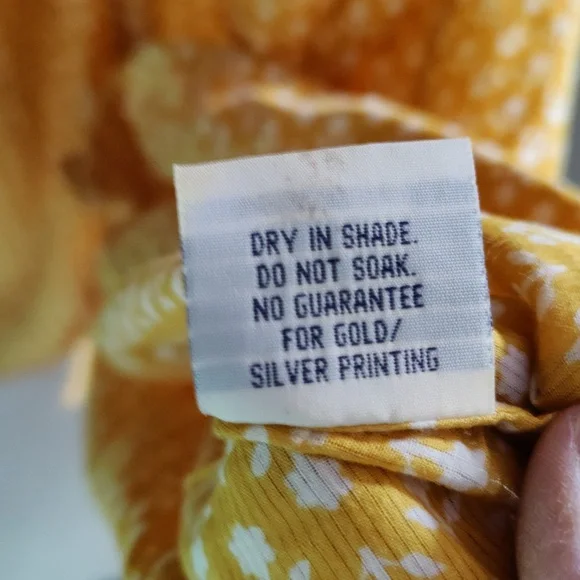 DRY IN SHADE.
DO NOT SOAK.
NO GUARANTEE
FOR GOLD/
SILVER PRINTING